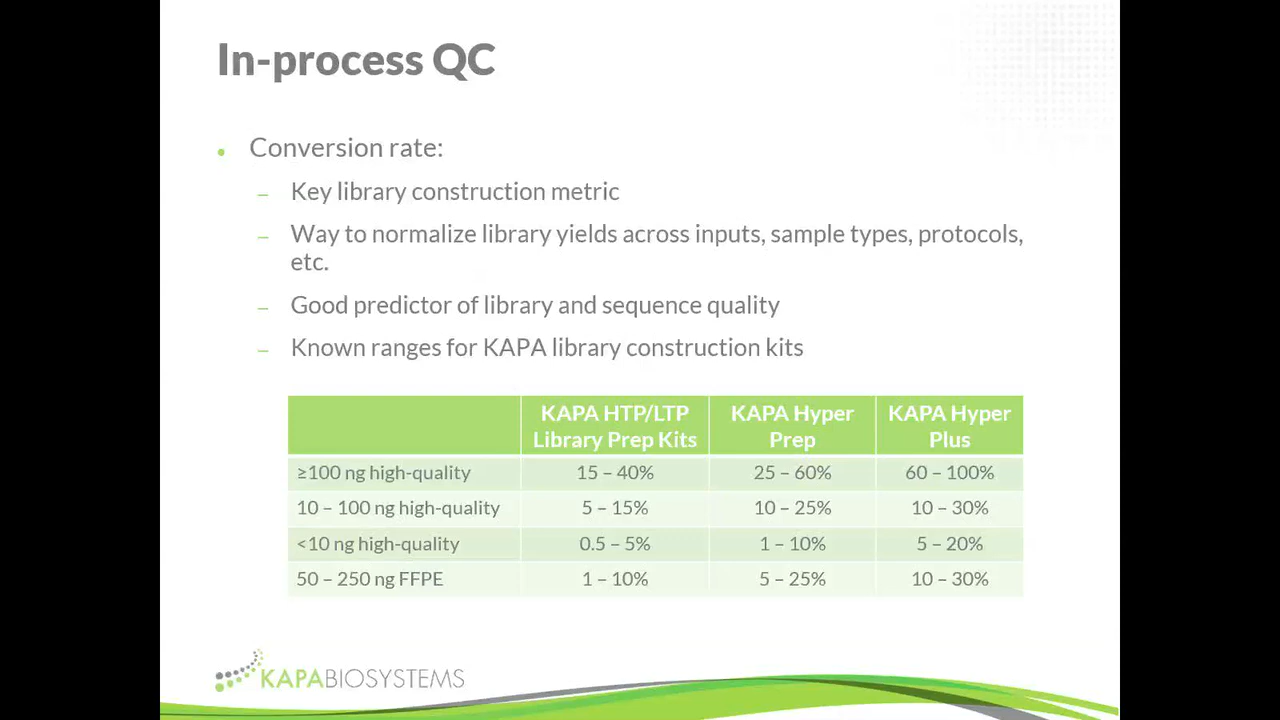 In-process QC
• Conversion rate:
– Key library construction metric
– Way to normalize library yields across inputs, sample types, protocols,
etc.
– Good predictor of library and sequence quality
– Known ranges for KAPA library construction kits
KAPA HTP/LTP Library Prep Kits KAPA Hyper Prep KAPA Hyper Plus
≥100 ng high-quality 15 – 40% 25 – 60% 60 – 100%
10 – 100 ng high-quality 5 – 15% 10 – 25% 10 – 30%
<10 ng high-quality 0.5 – 5% 1 – 10% 5 – 20%
50 – 250 ng FFPE 1 – 10% 5 – 25% 10 – 30%
KAPABIOSYSTEMS